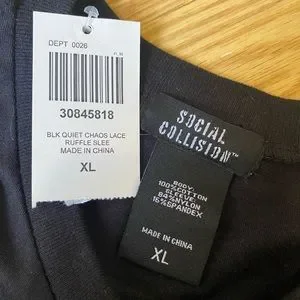 DEPT 0026
30845818
BLK QUIET CHAOS LACE
RUFFLE SLEE
MADE IN CHINA
XL
SOCIAL
COLLISION™
BODY:
100%COTTON
SLEEVE:
84%NYLON
16%SPANDEX
MADE IN CHINA
XL